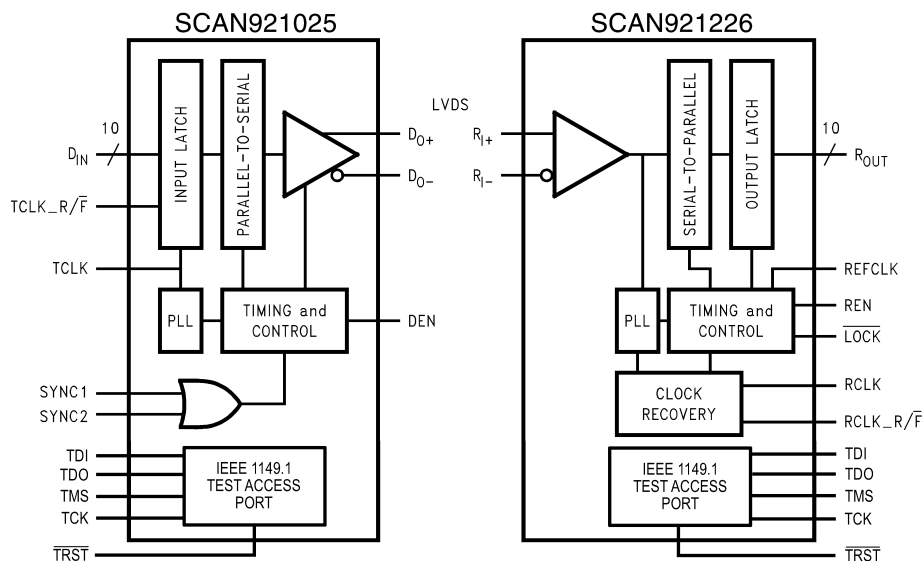 SCAN921025
SCAN921226
10
D_IN
TCLK_R/F̅
TCLK
INPUT LATCH
PARALLEL-TO-SERIAL
LVDS
D_O+
D_O-
PLL
TIMING and
CONTROL
DEN
SYNC1
SYNC2
TDI
TDO
TMS
TCK
T̅R̅S̅T̅
IEEE 1149.1
TEST ACCESS
PORT
R_I+
R_I-
SERIAL-TO-PARALLEL
OUTPUT LATCH
10
R_OUT
REFCLK
REN
L̅O̅C̅K̅
PLL
TIMING and
CONTROL
CLOCK
RECOVERY
RCLK
RCLK_R/F̅
IEEE 1149.1
TEST ACCESS
PORT
TDI
TDO
TMS
TCK
T̅R̅S̅T̅